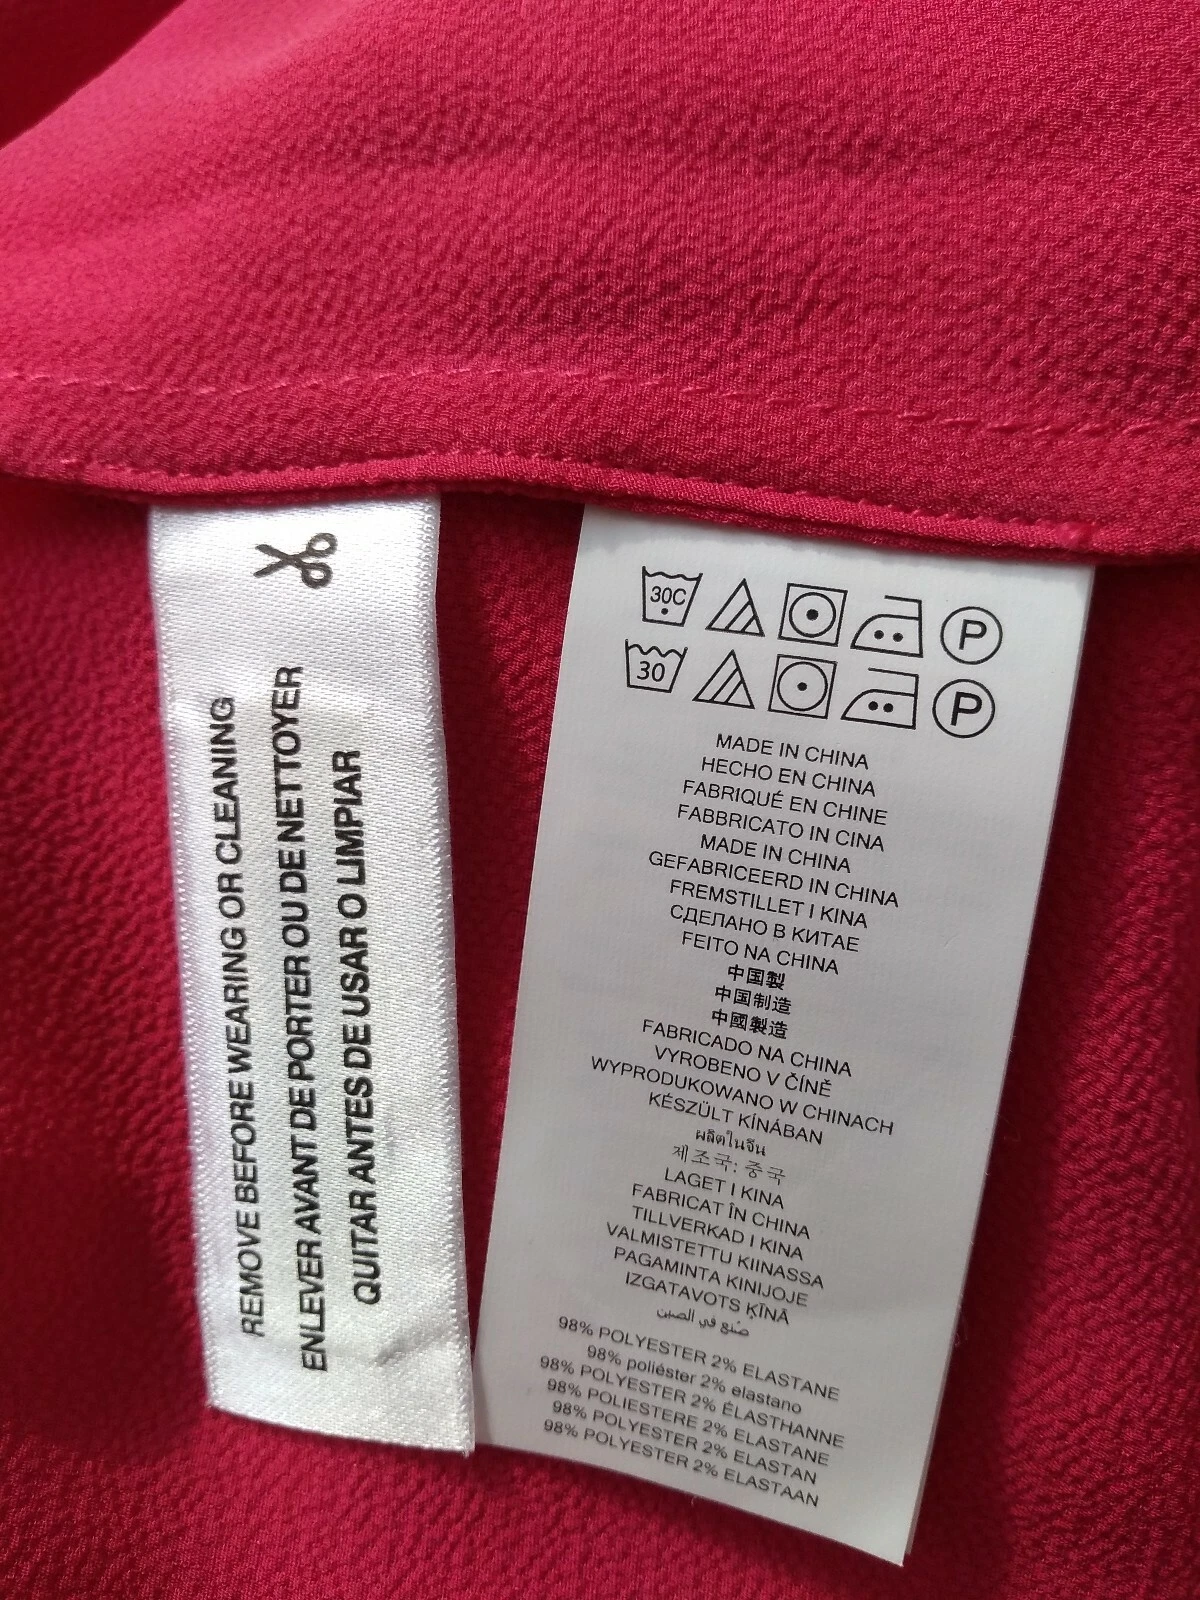 REMOVE BEFORE WEARING OR CLEANING
ENLEVER AVANT DE PORTER OU DE NETTOYER
QUITAR ANTES DE USAR O LIMPIAR
30C P
30 P
MADE IN CHINA
HECHO EN CHINA
FABRIQUÉ EN CHINE
FABBRICATO IN CINA
MADE IN CHINA
GEFABRICEERD IN CHINA
FREMSTILLET I KINA
СДЕЛАНО В КИТАЕ
FEITO NA CHINA
中国製
中国制造
中國製造
FABRICADO NA CHINA
VYROBENO V ČÍNĚ
WYPRODUKOWANO W CHINACH
KÉSZÜLT KÍNÁBAN
ผลิตในจีน
제조국: 중국
LAGET I KINA
FABRICAT ÎN CHINA
TILLVERKAD I KINA
VALMISTETTU KIINASSA
PAGAMINTA KINIJOJE
IZGATAVOTS ĶĪNĀ
صنع في الصين
98% POLYESTER 2% ELASTANE
98% poliéster 2% elastano
98% POLYESTER 2% ÉLASTHANNE
98% POLIESTERE 2% ELASTANE
98% POLYESTER 2% ELASTAN
98% POLYESTER 2% ELASTAAN